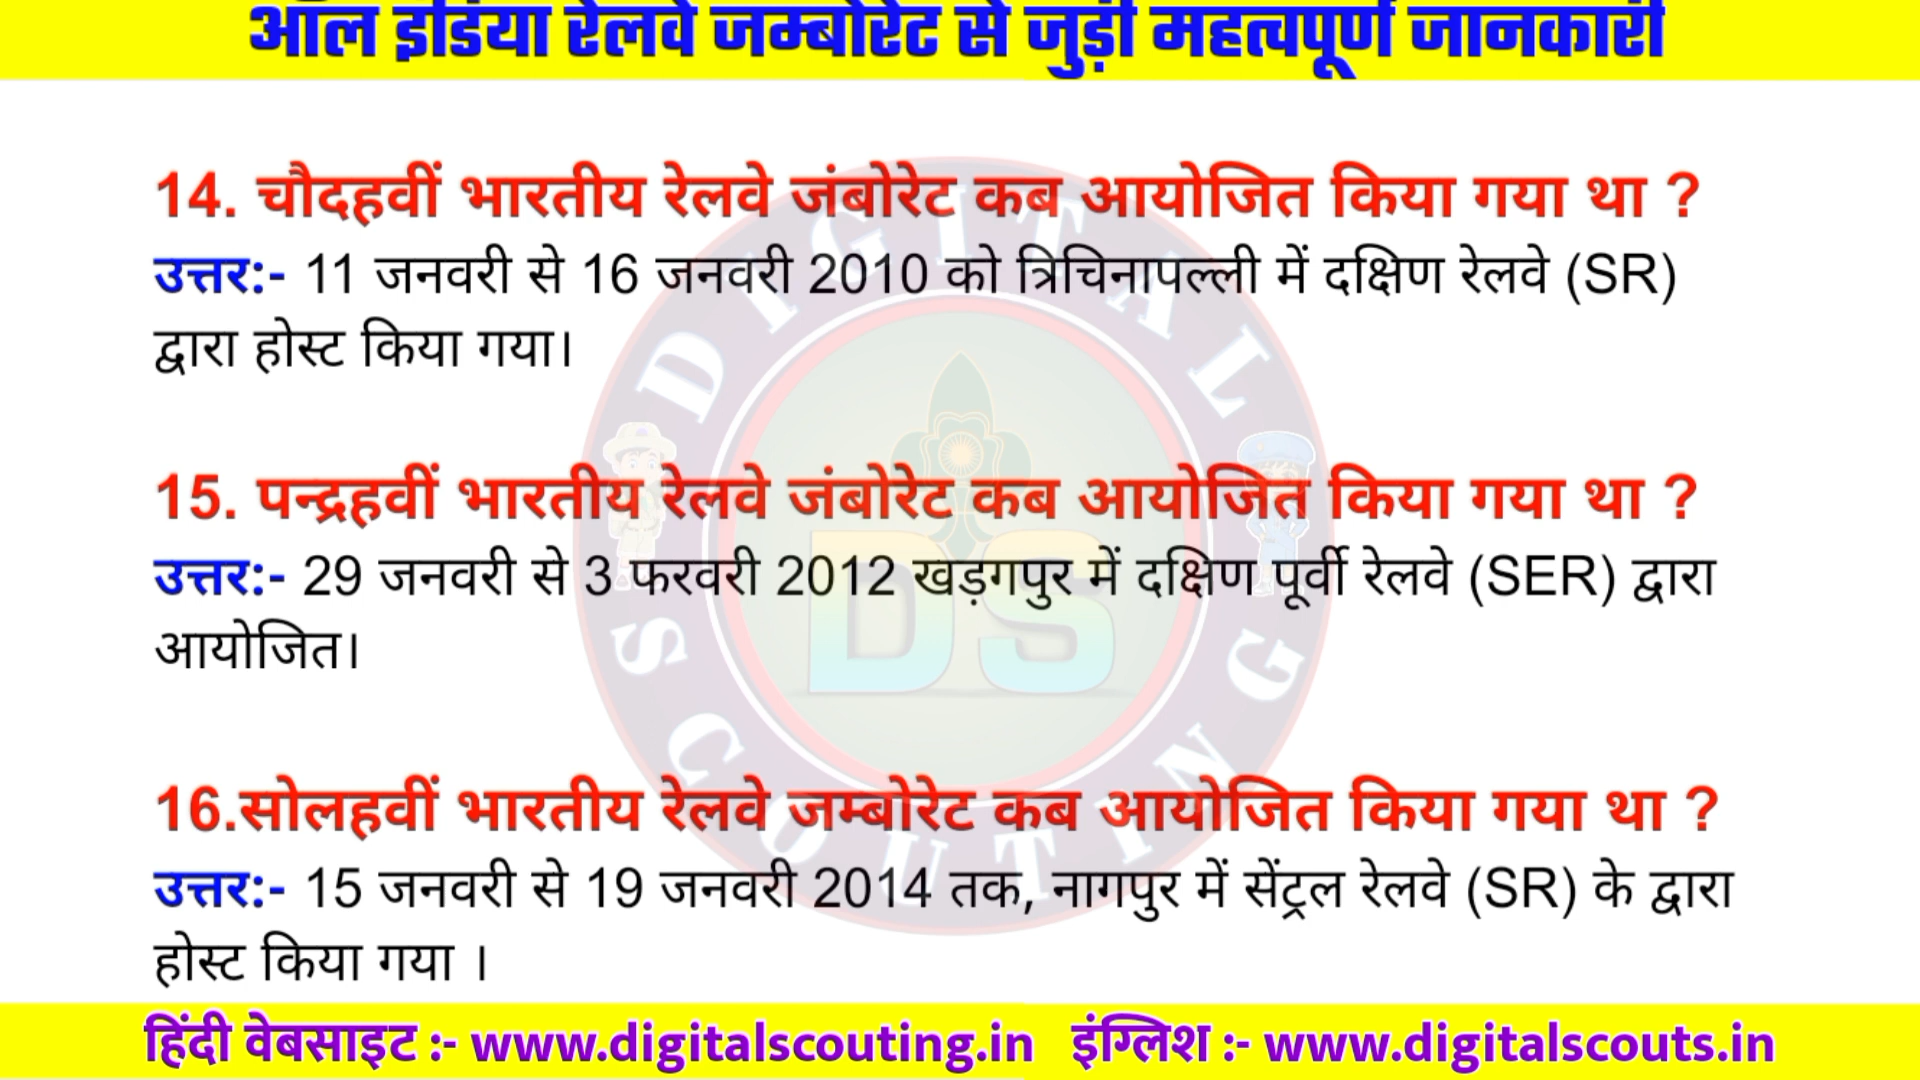 ऑल इंडिया रेलवे जम्बोरेट से जुड़ी महत्वपूर्ण जानकारी
14. चौदहवीं भारतीय रेलवे जंबोरेट कब आयोजित किया गया था ?
उत्तर:- 11 जनवरी से 16 जनवरी 2010 को त्रिचिनापल्ली में दक्षिण रेलवे (SR)
द्वारा होस्ट किया गया।
15. पन्द्रहवीं भारतीय रेलवे जंबोरेट कब आयोजित किया गया था ?
उत्तर:- 29 जनवरी से 3 फरवरी 2012 खड़गपुर में दक्षिण पूर्वी रेलवे (SER) द्वारा
आयोजित।
16.सोलहवीं भारतीय रेलवे जम्बोरेट कब आयोजित किया गया था ?
उत्तर:- 15 जनवरी से 19 जनवरी 2014 तक, नागपुर में सेंट्रल रेलवे (SR) के द्वारा
होस्ट किया गया ।
DIGITAL
DS
SCOUTING
हिंदी वेबसाइट :- www.digitalscouting.in इंग्लिश :- www.digitalscouts.in